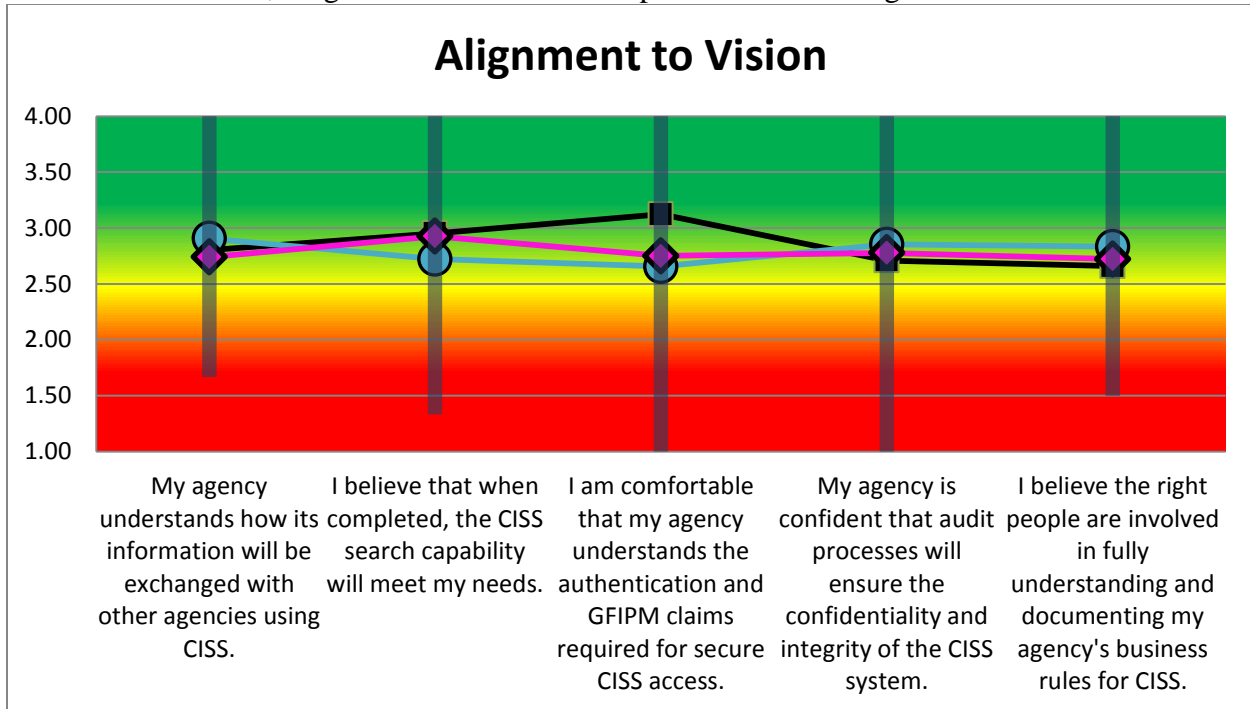 Alignment to Vision
4.00
3.50
3.00
2.50
2.00
1.50
1.00
My agency
understands how its
information will be
exchanged with
other agencies using
CISS.
I believe that when
completed, the CISS
search capability
will meet my needs.
I am comfortable
that my agency
understands the
authentication and
GFIPM claims
required for secure
CISS access.
My agency is
confident that audit
processes will
ensure the
confidentiality and
integrity of the CISS
system.
I believe the right
people are involved
in fully
understanding and
documenting my
agency's business
rules for CISS.